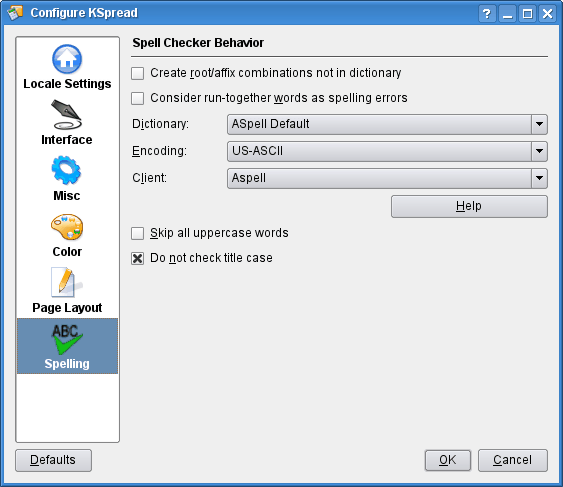 Configure KSpread
Locale Settings
Interface
Misc
Color
Page Layout
ABC
Spelling
Spell Checker Behavior
Create root/affix combinations not in dictionary
Consider run-together words as spelling errors
Dictionary: ASpell Default
Encoding: US-ASCII
Client: Aspell
Help
Skip all uppercase words
Do not check title case
Defaults
OK
Cancel